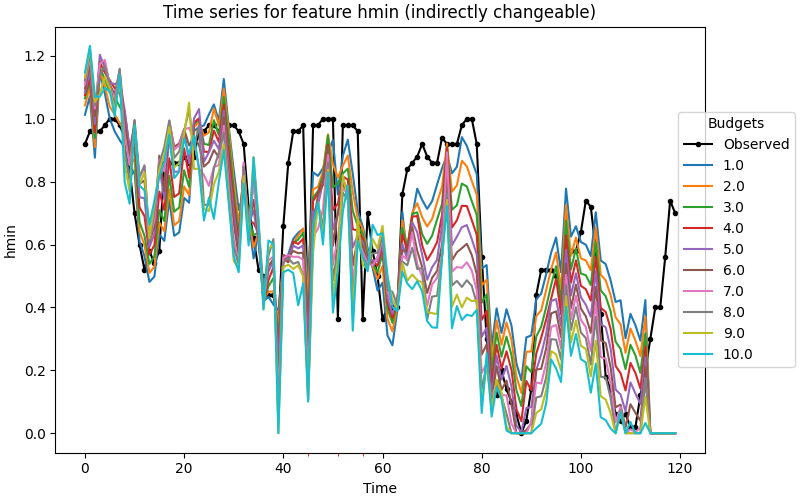 Time series for feature hmin (indirectly changeable)
hmin
1.2
1.0
0.8
0.6
0.4
0.2
0.0
0 20 40 60 80 100 120
Time
Budgets
Observed
1.0
2.0
3.0
4.0
5.0
6.0
7.0
8.0
9.0
10.0